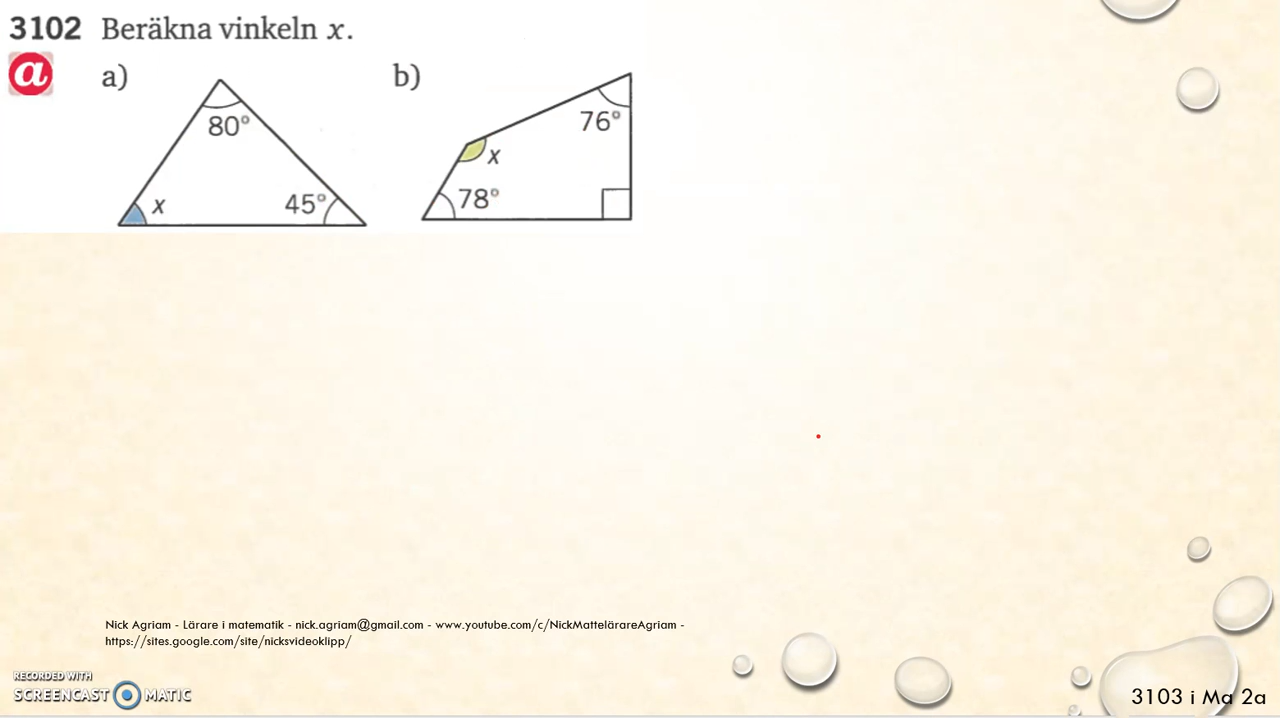 3102 Beräkna vinkeln x.
a a) b)
80°
76°
x
x 45°
78°
Nick Agriam - Lärare i matematik - nick.agriam@gmail.com - www.youtube.com/c/NickMattelärareAgriam -
https://sites.google.com/site/nicksvideoklipp/
RECORDED WITH
SCREENCAST MATIC
3103 i Ma 2a